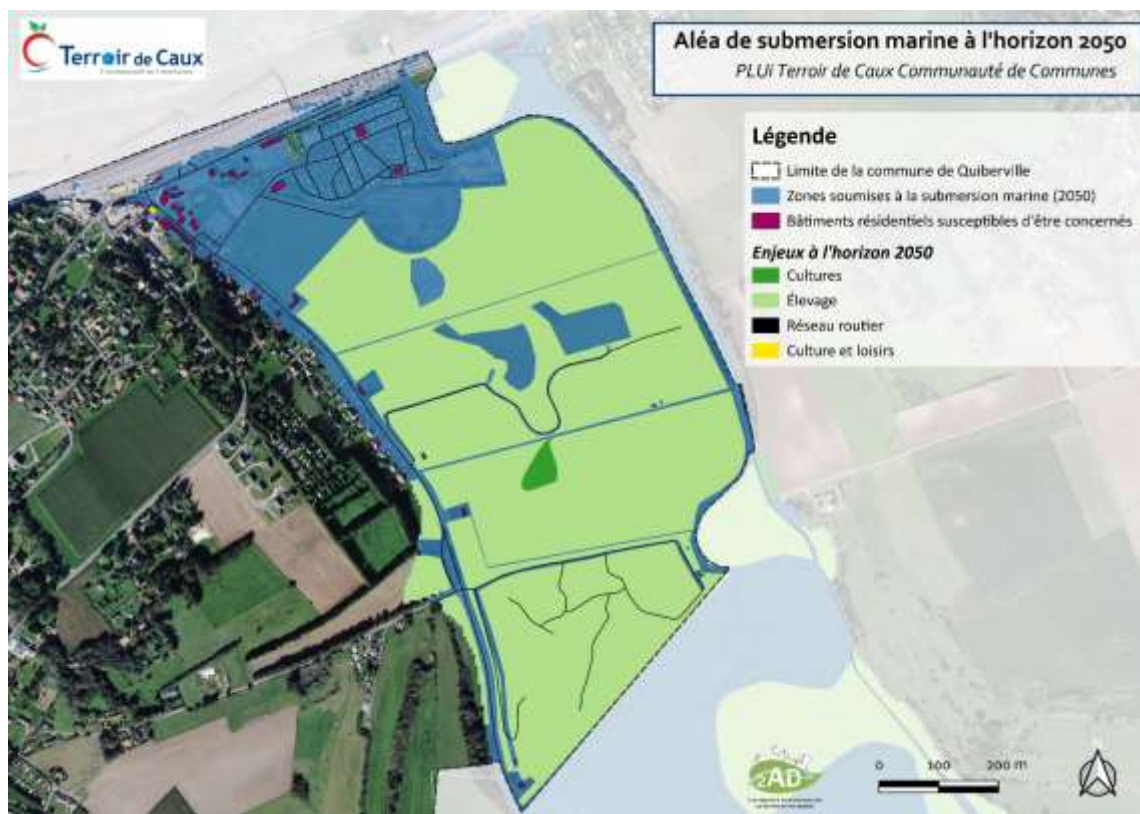 Terroir de Caux
Aléa de submersion marine à l'horizon 2050
PLUi Terroir de Caux Communauté de Communes
Légende
Limite de la commune de Quiberville
Zones soumises à la submersion marine (2050)
Bâtiments résidentiels susceptibles d'être concernés
Enjeux à l'horizon 2050
Cultures
Élevage
Réseau routier
Culture et loisirs
2AD
0 100 200 m